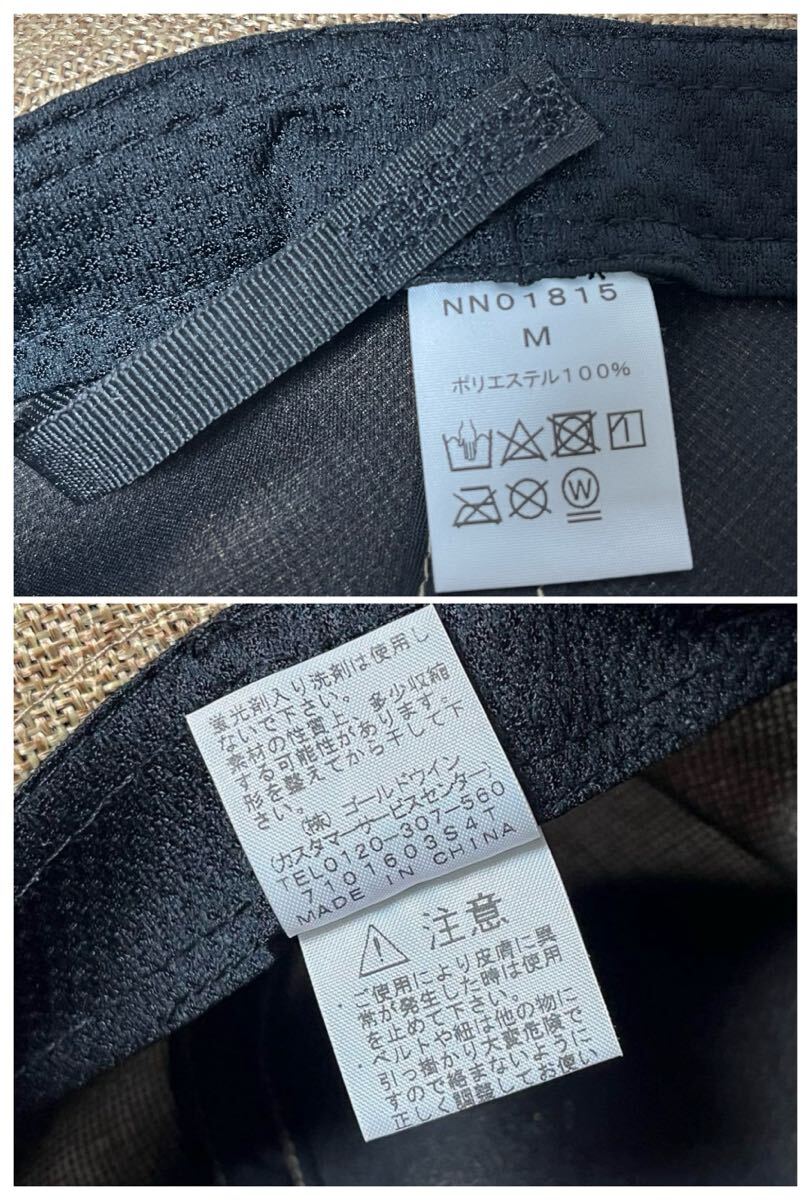 NN01815
M
ポリエステル100%
W
蛍光剤入り洗剤は使用し
ないで下さい。
素材の性質上、多少収縮
する可能性があります。
形を整えてから干して下
さい。
(株)ゴールドウイン
(カスタマーサービスセンター)
TEL0120-307-560
7101603S4T
MADE IN CHINA
注意
・ご使用により皮膚に異
常が発生した時は使用
を止めて下さい。
・ベルトや紐は他の物に
引っ掛かり大変危険で
すので絡まないように
正しく調整してお使い